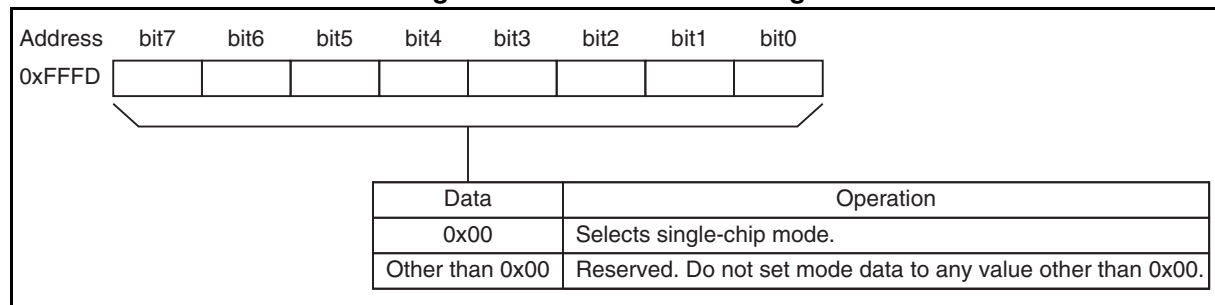 Address bit7 bit6 bit5 bit4 bit3 bit2 bit1 bit0
0xFFFD
Data Operation
0x00 Selects single-chip mode.
Other than 0x00 Reserved. Do not set mode data to any value other than 0x00.